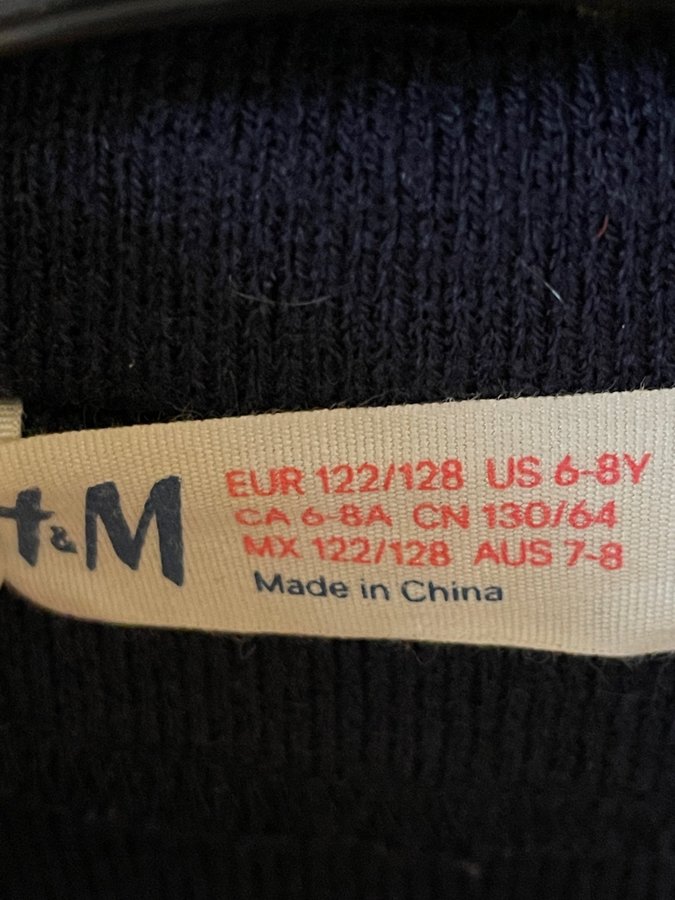 H&M
EUR 122/128 US 6-8Y
CA 6-8A CN 130/64
MX 122/128 AUS 7-8
Made in China